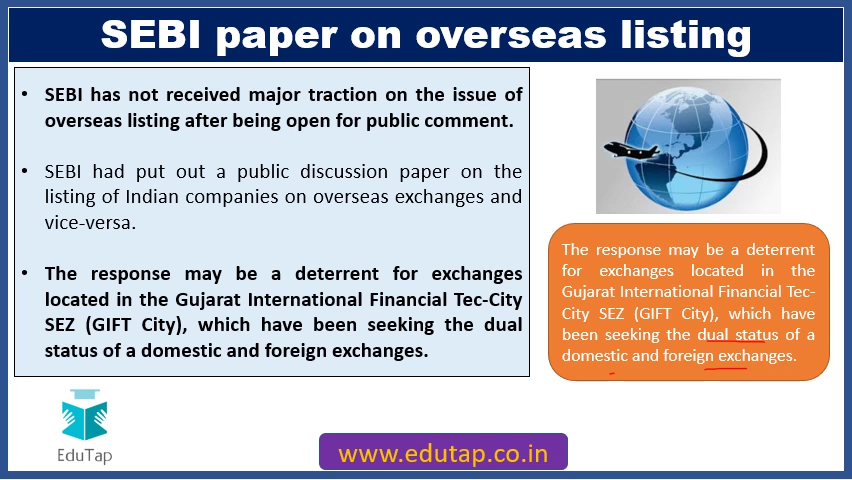 SEBI paper on overseas listing
• SEBI has not received major traction on the issue of
overseas listing after being open for public comment.
• SEBI had put out a public discussion paper on the
listing of Indian companies on overseas exchanges and
vice-versa.
• The response may be a deterrent for exchanges
located in the Gujarat International Financial Tec-City
SEZ (GIFT City), which have been seeking the dual
status of a domestic and foreign exchanges.
The response may be a deterrent
for exchanges located in the
Gujarat International Financial Tec-
City SEZ (GIFT City), which have
been seeking the dual status of a
domestic and foreign exchanges.
EduTap
www.edutap.co.in